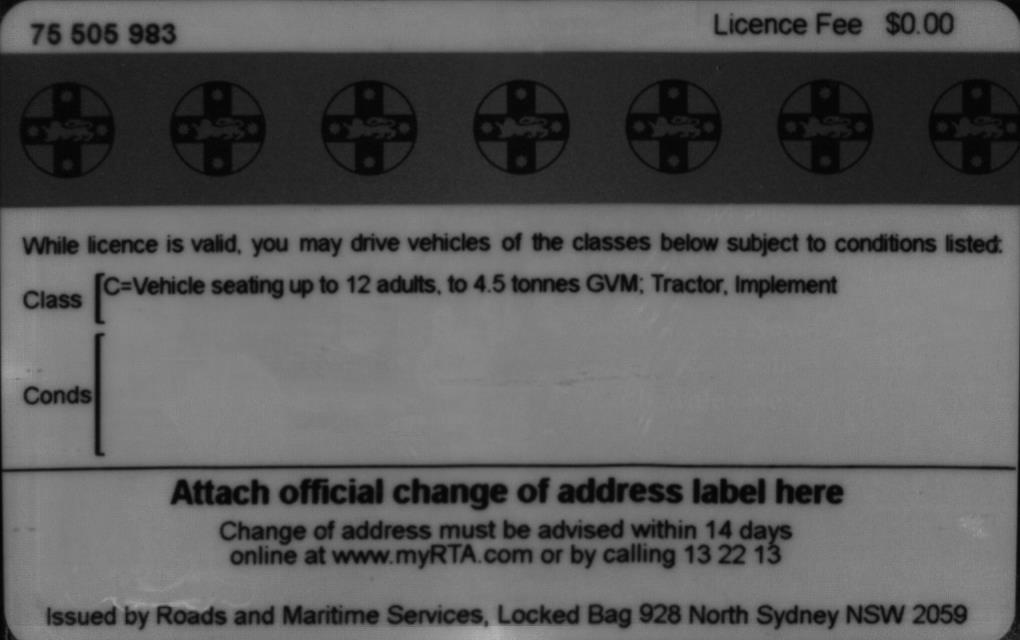 75 505 983
Licence Fee $0.00
While licence is valid, you may drive vehicles of the classes below subject to conditions listed:
Class C=Vehicle seating up to 12 adults, to 4.5 tonnes GVM; Tractor, Implement
Conds
Attach official change of address label here
Change of address must be advised within 14 days
online at www.myRTA.com or by calling 13 22 13
Issued by Roads and Maritime Services, Locked Bag 928 North Sydney NSW 2059